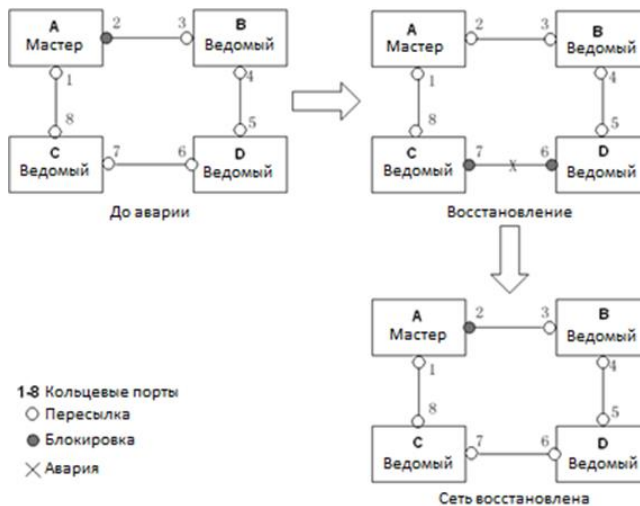 A
Мастер
2
3
B
Ведомый
1
4
8
5
C
Ведомый
7
6
D
Ведомый
До аварии
A
Мастер
2
3
B
Ведомый
1
4
8
5
C
Ведомый
7
6
D
Ведомый
Восстановление
A
Мастер
2
3
B
Ведомый
1
4
8
5
C
Ведомый
7
6
D
Ведомый
Сеть восстановлена
1-8 Кольцевые порты
Пересылка
Блокировка
Авария